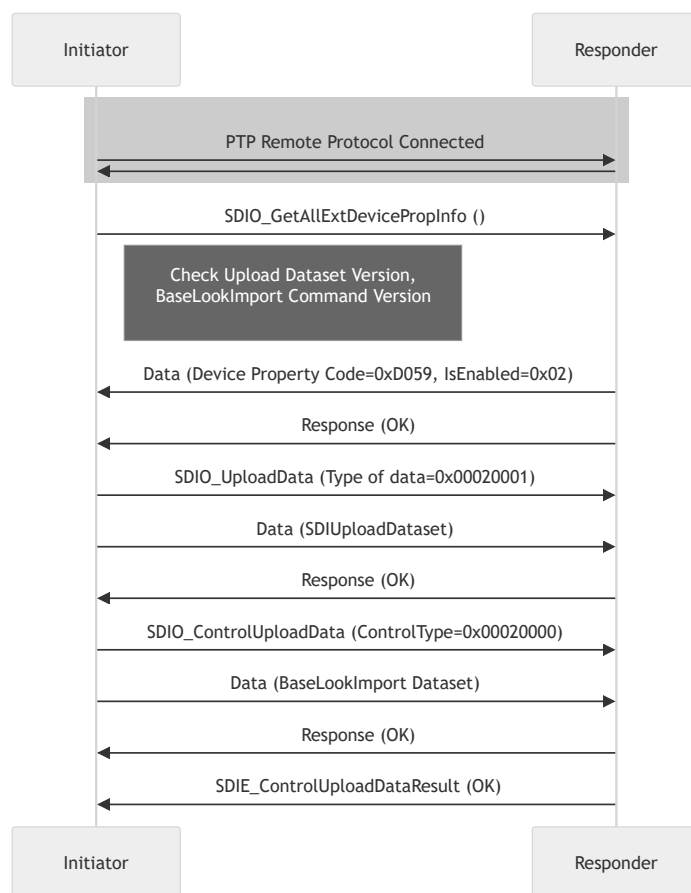 Initiator
Responder
PTP Remote Protocol Connected
SDIO_GetAllExtDevicePropInfo ()
Check Upload Dataset Version,
BaseLookImport Command Version
Data (Device Property Code=0xD059, IsEnabled=0x02)
Response (OK)
SDIO_UploadData (Type of data=0x00020001)
Data (SDIUploadDataset)
Response (OK)
SDIO_ControlUploadData (ControlType=0x00020000)
Data (BaseLookImport Dataset)
Response (OK)
SDIE_ControlUploadDataResult (OK)
Initiator
Responder